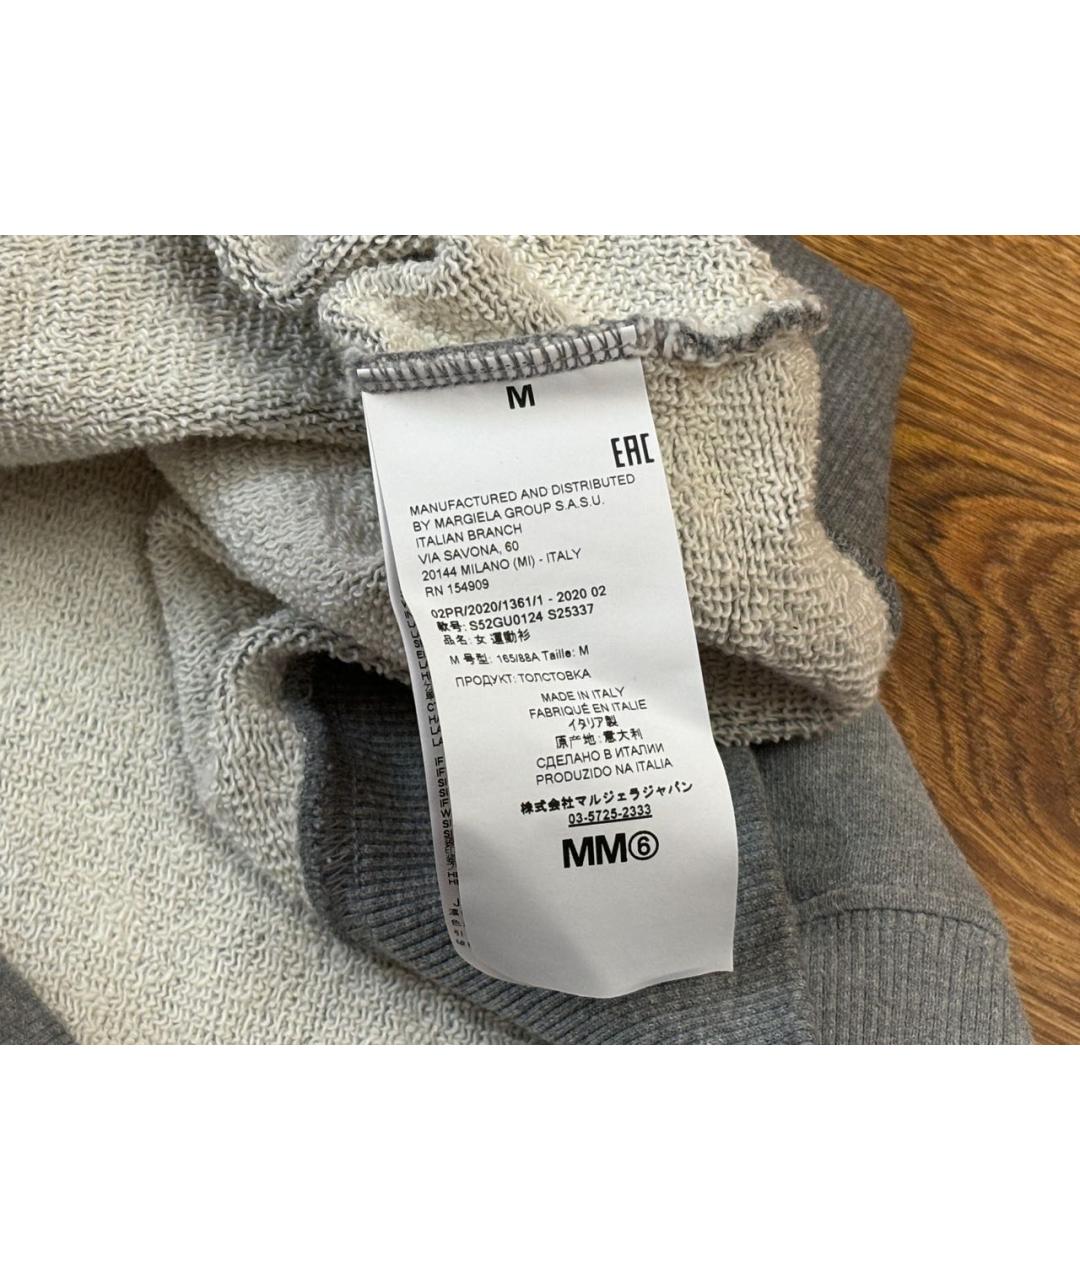 M
EAC
MANUFACTURED AND DISTRIBUTED
BY MARGIELA GROUP S.A.S.U.
ITALIAN BRANCH
VIA SAVONA, 60
20144 MILANO (MI) - ITALY
RN 154909
02PR/2020/1361/1 - 2020 02
款号: S52GU0124 S25337
品名: 女 運動衫
M 号型: 165/88A Taille: M
ПРОДУКТ: ТОЛСТОВКА
MADE IN ITALY
FABRIQUÉ EN ITALIE
イタリア製
原产地: 意大利
СДЕЛАНО В ИТАЛИИ
PRODUZIDO NA ITALIA
株式会社マルジェラジャパン
03-5725-2333
MM⑥